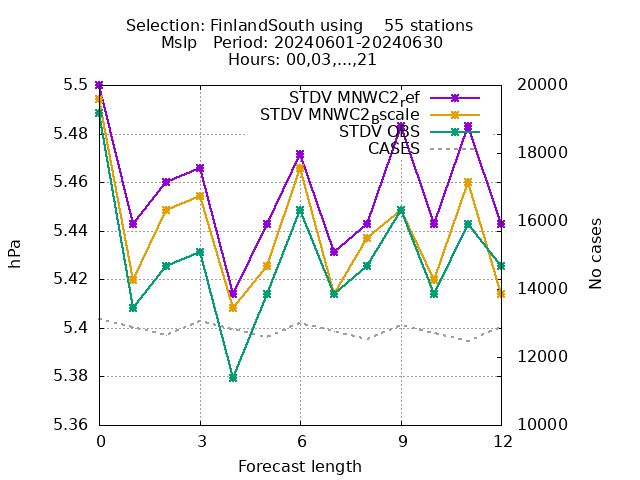 Selection: FinlandSouth using    55 stations
Mslp   Period: 20240601-20240630
Hours: 00,03,...,21
5.5
5.48
5.46
5.44
5.42
5.4
5.38
5.36
hPa
STDV MNWC2_ref
STDV MNWC2_Bscale
STDV OBS
CASES
20000
18000
16000
14000
12000
10000
No cases
0 3 6 9 12
Forecast length